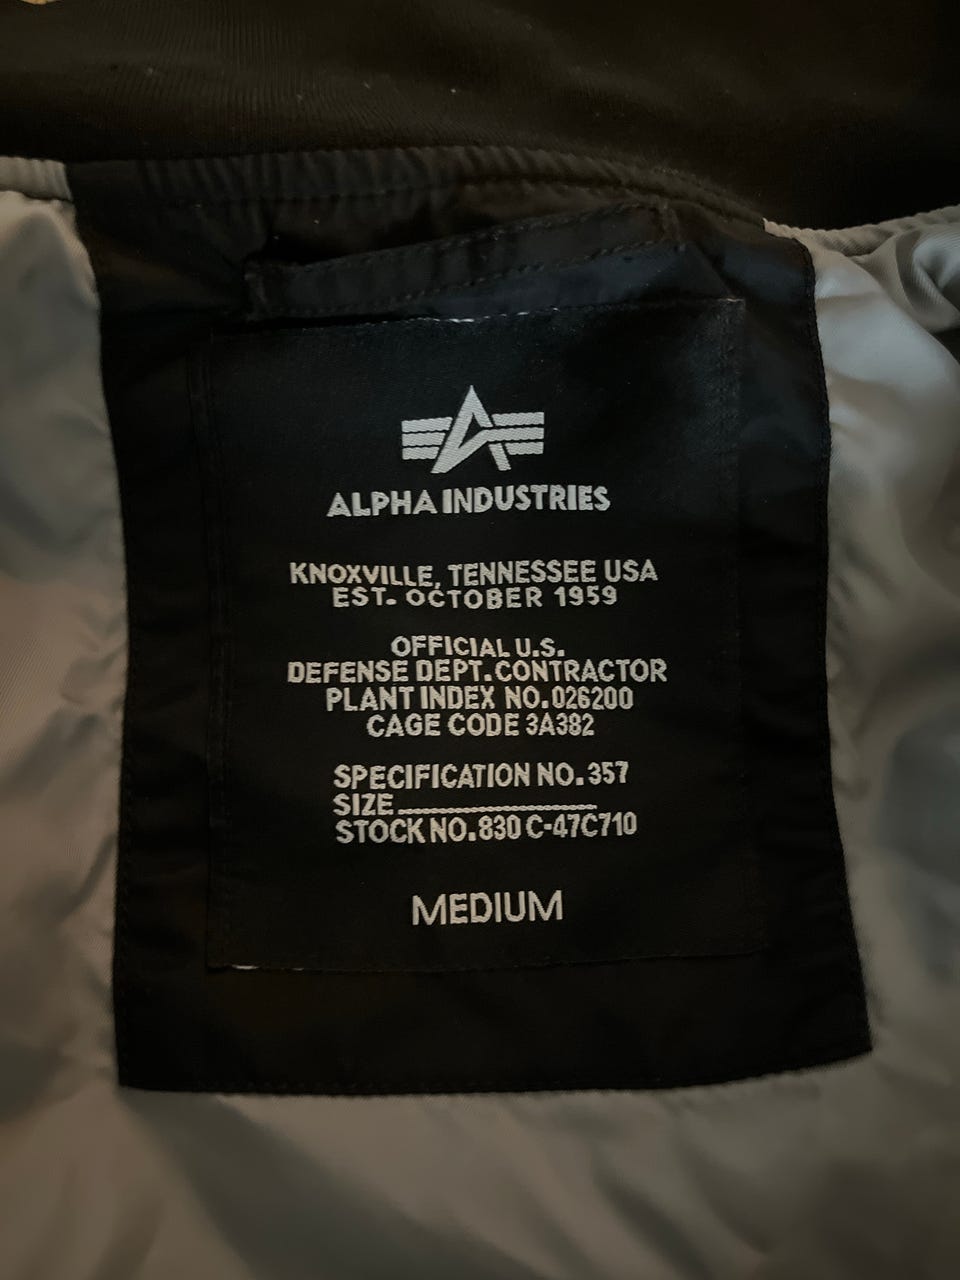 ALPHA INDUSTRIES
KNOXVILLE, TENNESSEE USA
EST. OCTOBER 1959
OFFICIAL U.S.
DEFENSE DEPT. CONTRACTOR
PLANT INDEX NO. 026200
CAGE CODE 3A382
SPECIFICATION NO. 357
SIZE
STOCK NO. 830 C-47C710
MEDIUM